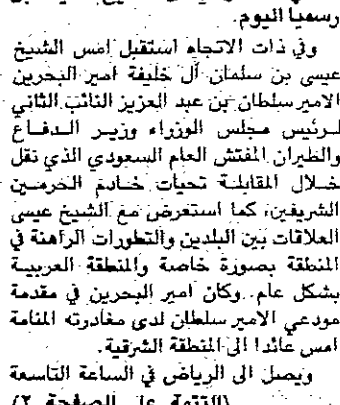 رسميا اليوم.
وفي ذات الاتجاه استقبل امس الشيخ
عيسى بن سلمان آل خليفة امير البحرين
الامير سلطان بن عبد العزيز النائب الثاني
لرئيس مجلس الوزراء وزير الدفاع
والطيران المفتش العام السعودي الذي نقل
خلال المقابلة تحيات خادم الحرمين
الشريفين، كما استعرض مع الشيخ عيسى
العلاقات بين البلدين والتطورات الراهنة في
المنطقة بصورة خاصة والمنطقة العربية
بشكل عام. وكان امير البحرين في مقدمة
مودعي الامير سلطان لدى مغادرته المنامة
امس عائدا الى المنطقة الشرقية.
ويصل الى الرياض في الساعة التاسعة
(التتمة على الصفحة ٢)